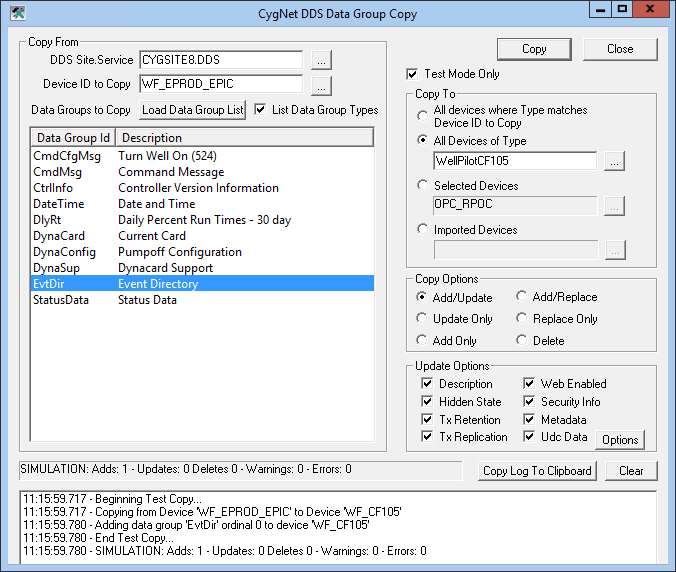 CygNet DDS Data Group Copy
Copy From
DDS Site.Service CYGSITE8.DDS ...
Device ID to Copy WF_EPROD_EPIC ...
Data Groups to Copy Load Data Group List List Data Group Types
Data Group Id Description
CmdCfgMsg Turn Well On (524)
CmdMsg Command Message
CtrlInfo Controller Version Information
DateTime Date and Time
DlyRt Daily Percent Run Times - 30 day
DynaCard Current Card
DynaConfig Pumpoff Configuration
DynaSup Dynacard Support
EvtDir Event Directory
StatusData Status Data
Copy Close
Test Mode Only
Copy To
All devices where Type matches
Device ID to Copy
All Devices of Type
WellPilotCF105 ...
Selected Devices
OPC_RPOC ...
Imported Devices
...
Copy Options
Add/Update Add/Replace
Update Only Replace Only
Add Only Delete
Update Options
Description Web Enabled
Hidden State Security Info
Tx Retention Metadata
Tx Replication Udc Data Options
SIMULATION: Adds: 1 - Updates: 0 Deletes 0 - Warnings: 0 - Errors: 0
Copy Log To Clipboard Clear
11:15:59.717 - Beginning Test Copy...
11:15:59.717 - Copying from Device 'WF_EPROD_EPIC' to Device 'WF_CF105'
11:15:59.780 - Adding data group 'EvtDir' ordinal 0 to device 'WF_CF105'
11:15:59.780 - End Test Copy...
11:15:59.780 - SIMULATION: Adds: 1 - Updates: 0 Deletes 0 - Warnings: 0 - Errors: 0